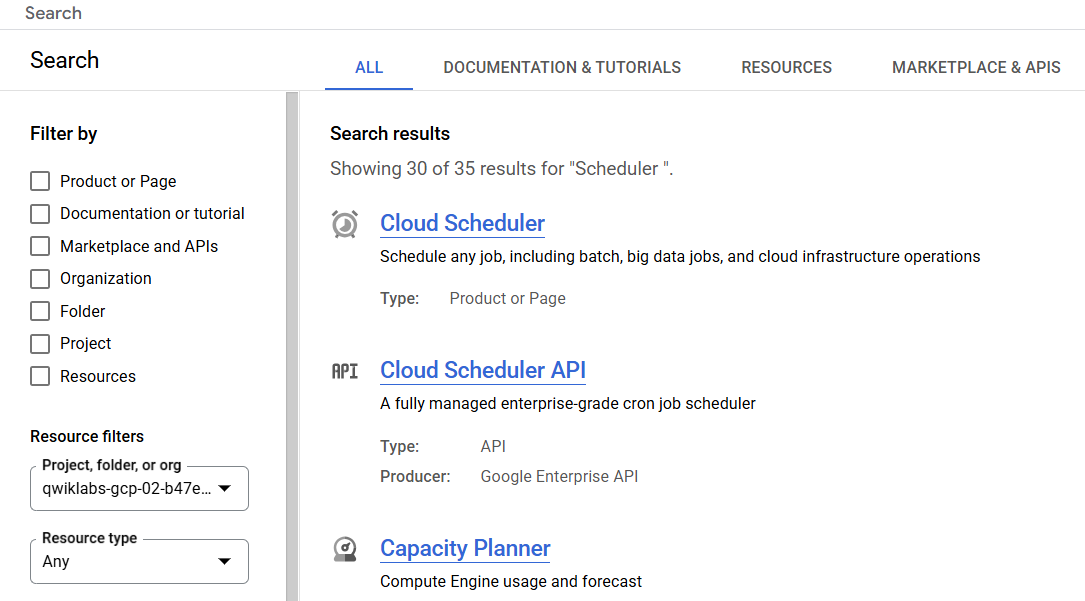 Search
Search
ALL
DOCUMENTATION & TUTORIALS
RESOURCES
MARKETPLACE & APIS
Filter by
Product or Page
Documentation or tutorial
Marketplace and APIs
Organization
Folder
Project
Resources
Resource filters
Project, folder, or org
qwiklabs-gcp-02-b47e...
Resource type
Any
Search results
Showing 30 of 35 results for "Scheduler ".
Cloud Scheduler
Schedule any job, including batch, big data jobs, and cloud infrastructure operations
Type: Product or Page
API
Cloud Scheduler API
A fully managed enterprise-grade cron job scheduler
Type: API
Producer: Google Enterprise API
Capacity Planner
Compute Engine usage and forecast